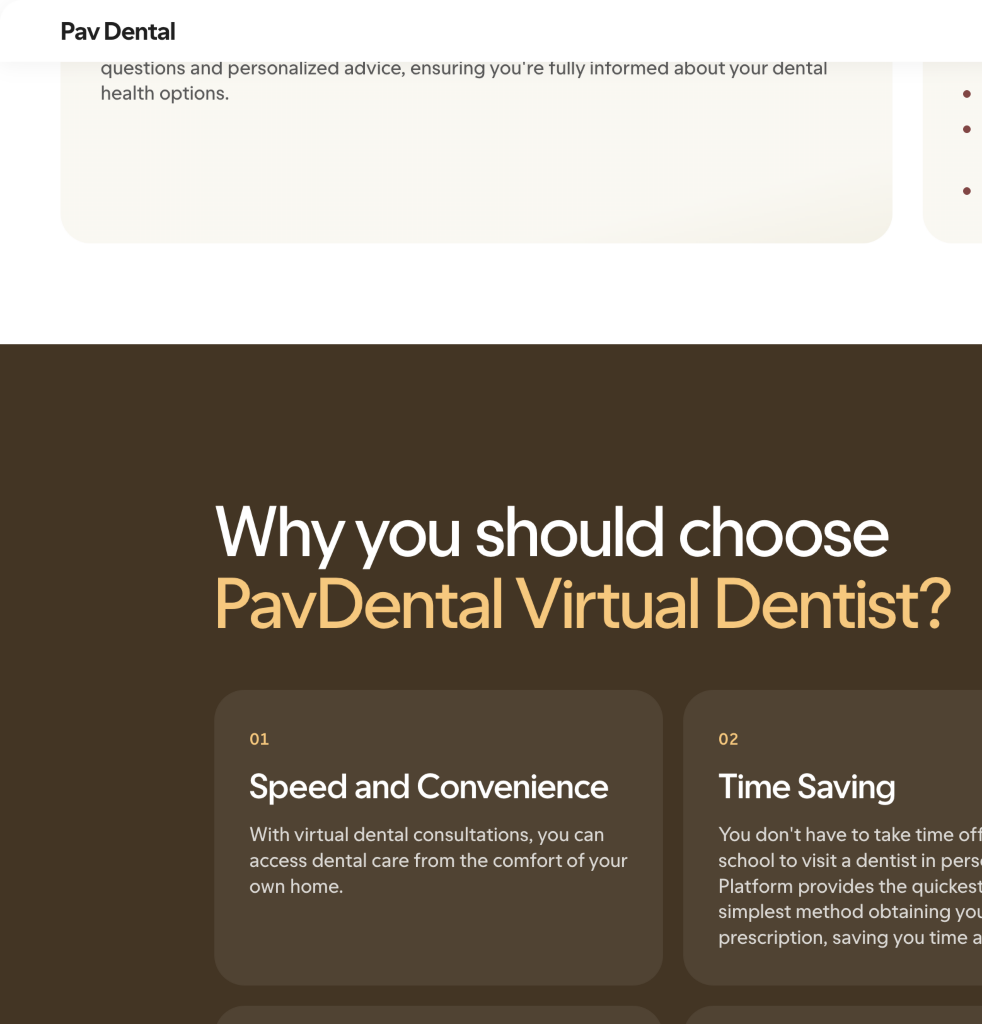 Pav Dental
questions and personalized advice, ensuring you're fully informed about your dental
health options.
Why you should choose
PavDental Virtual Dentist?
01
Speed and Convenience
With virtual dental consultations, you can
access dental care from the comfort of your
own home.
02
Time Saving
You don't have to take time off
school to visit a dentist in
Platform provides the quickest
simplest method obtaining
prescription, saving you time